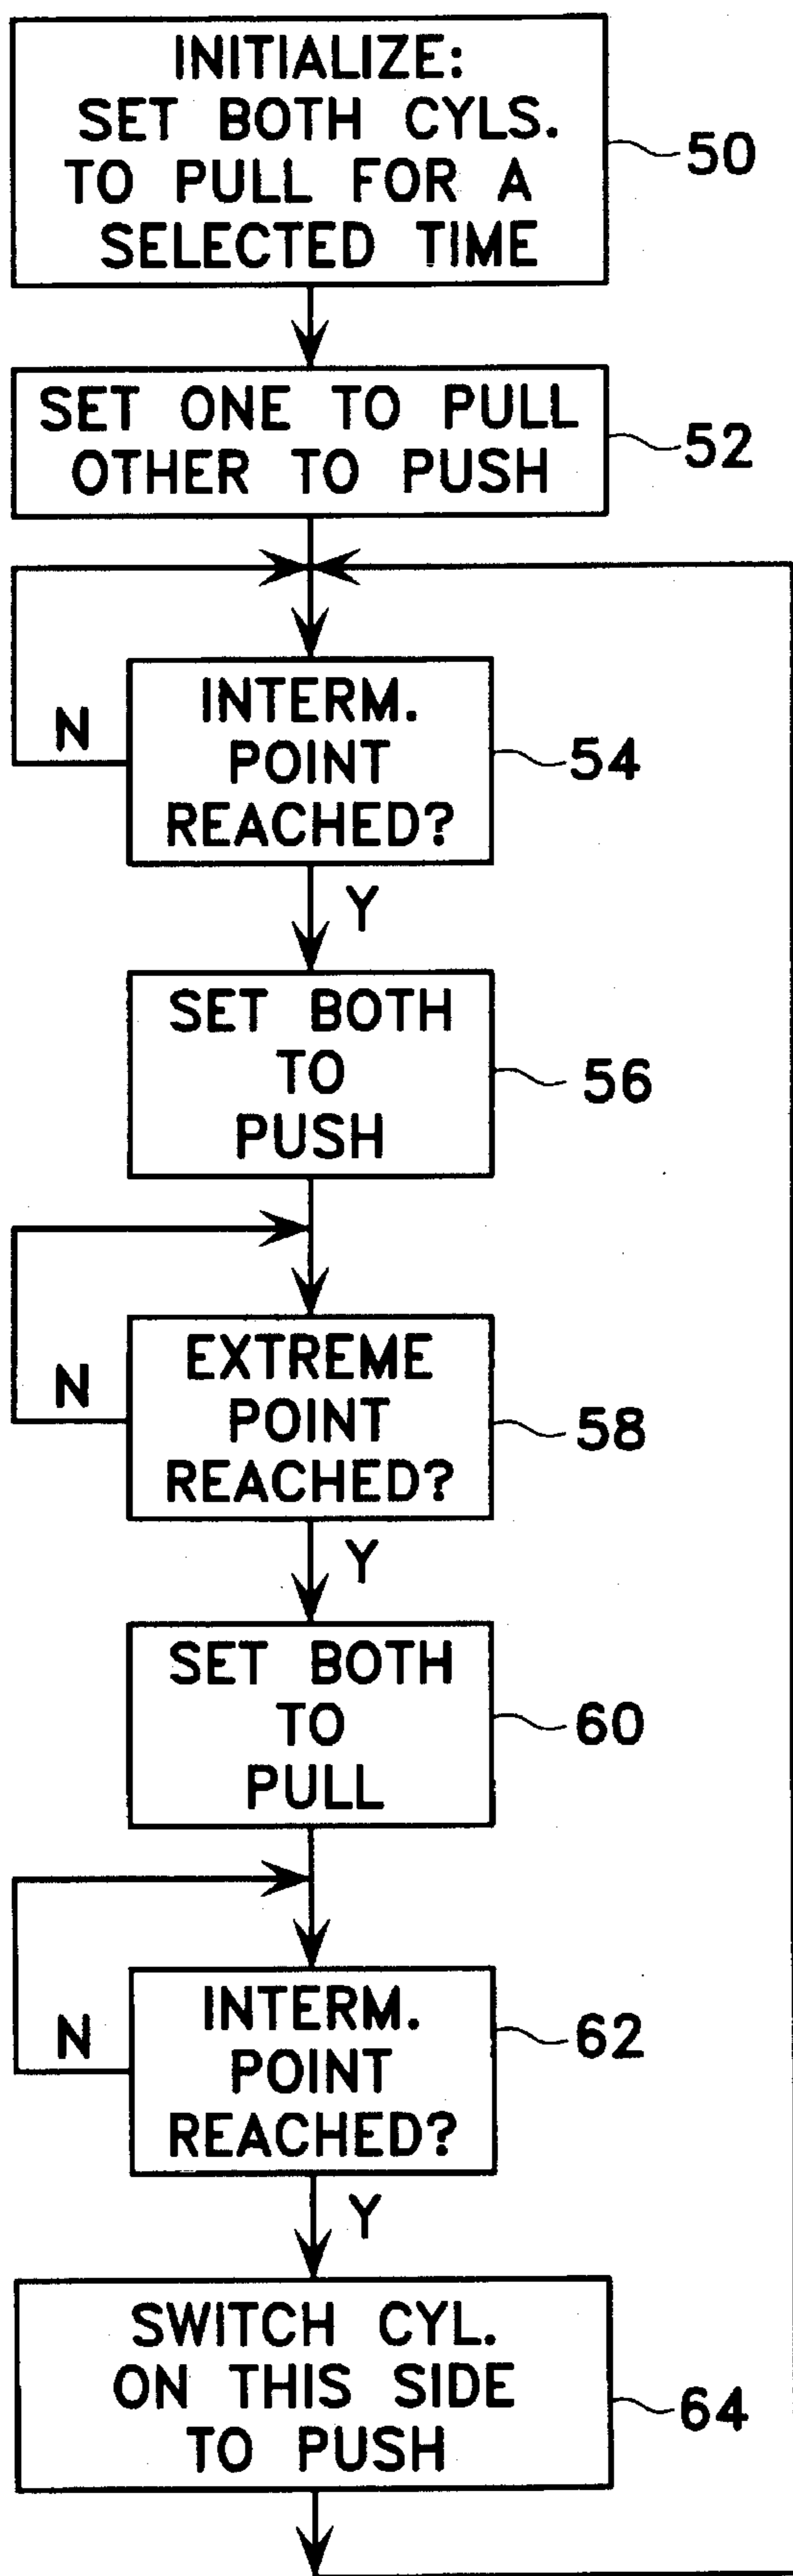 INITIALIZE:
SET BOTH CYLS.
TO PULL FOR A
SELECTED TIME
50
SET ONE TO PULL
OTHER TO PUSH
52
N
INTERM.
POINT
REACHED?
54
Y
SET BOTH
TO
PUSH
56
N
EXTREME
POINT
REACHED?
58
Y
SET BOTH
TO
PULL
60
N
INTERM.
POINT
REACHED?
62
Y
SWITCH CYL.
ON THIS SIDE
TO PUSH
64